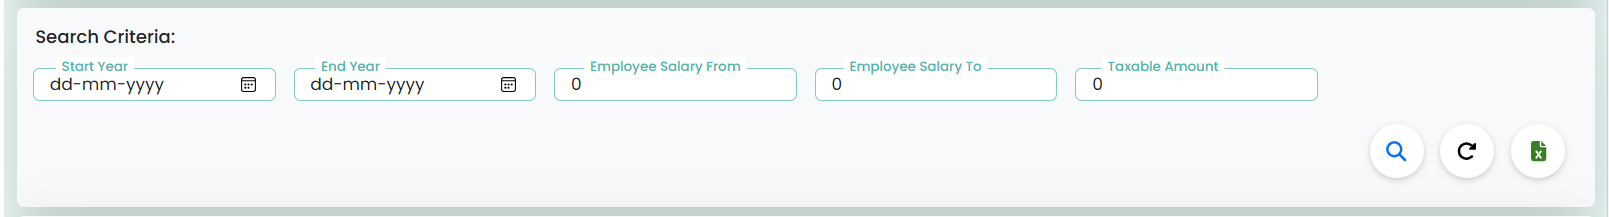 Search Criteria:
Start Year
dd-mm-yyyy
End Year
dd-mm-yyyy
Employee Salary From
0
Employee Salary To
0
Taxable Amount
0